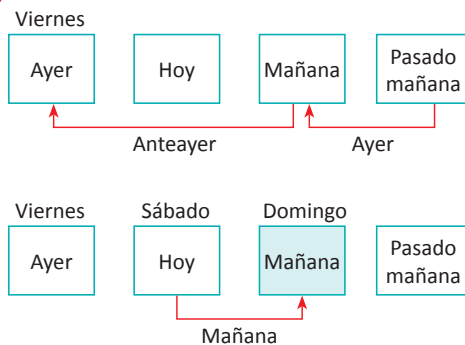 Viernes
Ayer
Hoy
Mañana
Pasado
mañana
Anteayer
Ayer
Viernes
Sábado
Domingo
Ayer
Hoy
Mañana
Pasado
mañana
Mañana